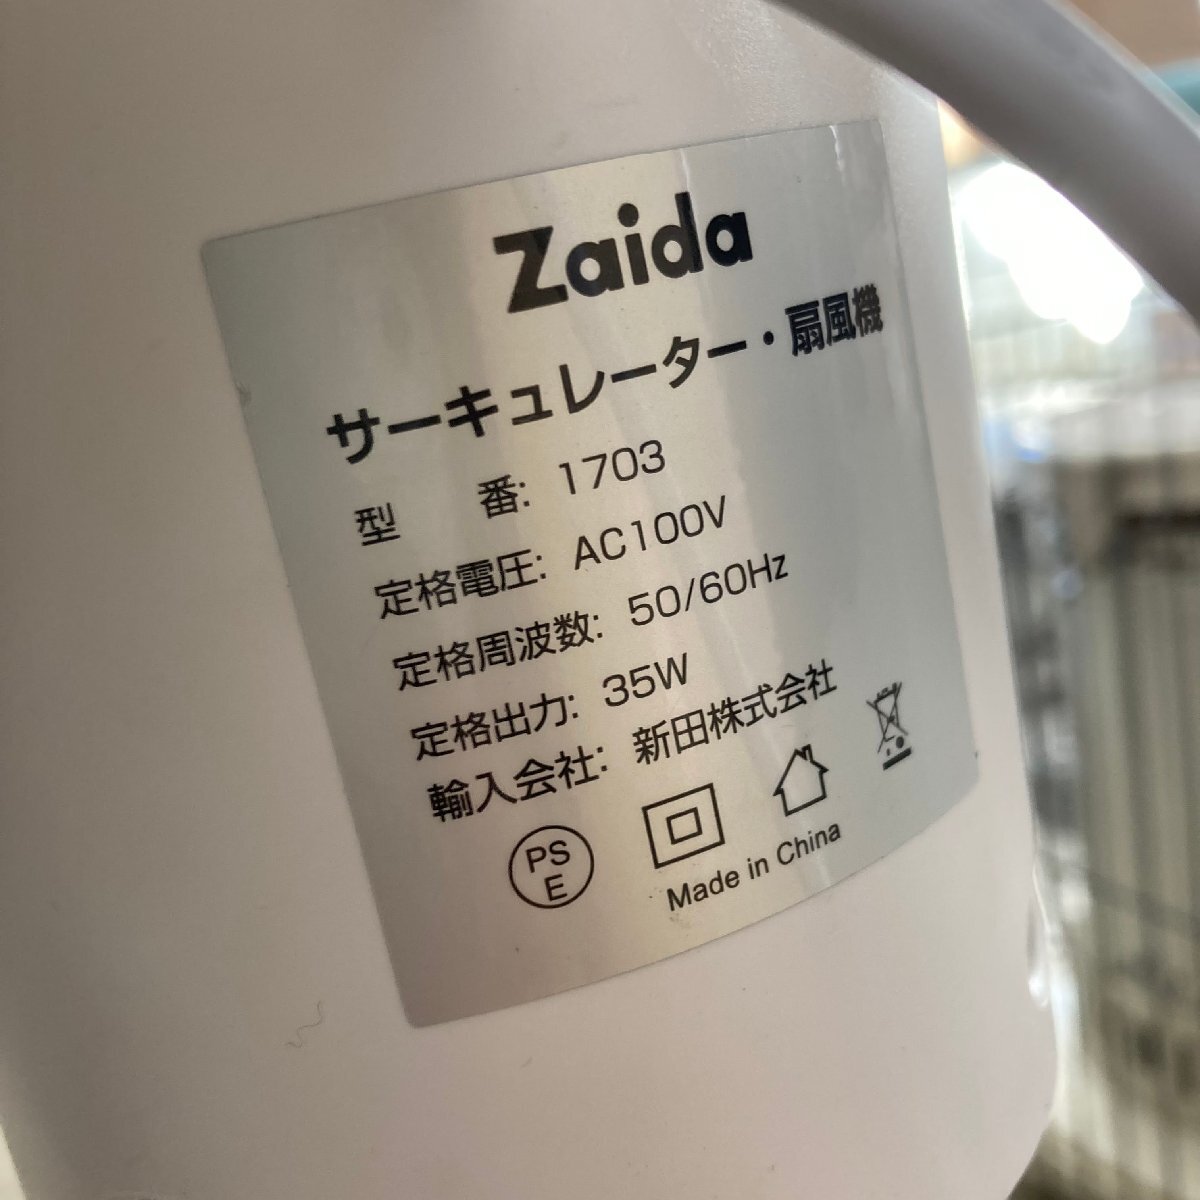 Zaida
サーキュレーター・扇風機
型 番: 1703
定格電圧: AC100V
定格周波数: 50/60Hz
定格出力: 35W
輸入会社: 新田株式会社
PS
E
Made in China